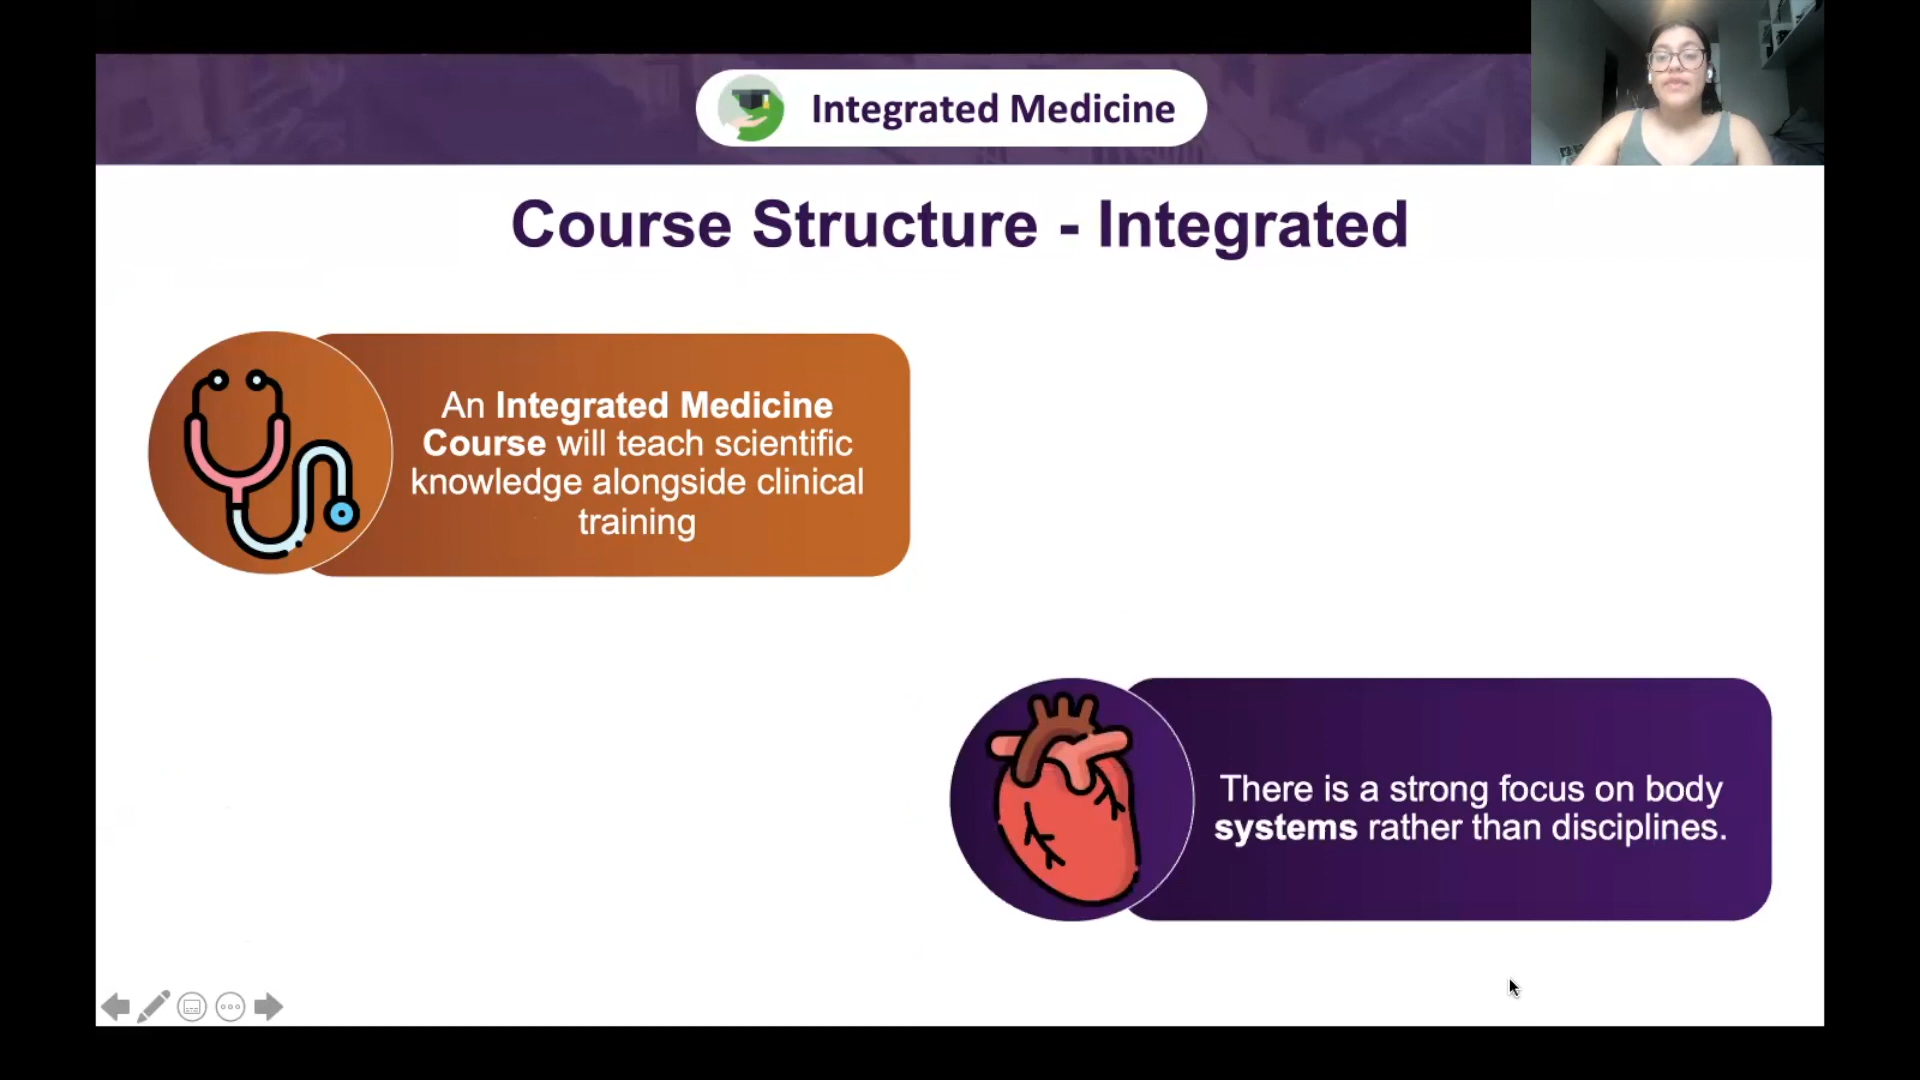 Integrated Medicine
Course Structure - Integrated
An Integrated Medicine
Course will teach scientific
knowledge alongside clinical
training
There is a strong focus on body
systems rather than disciplines.